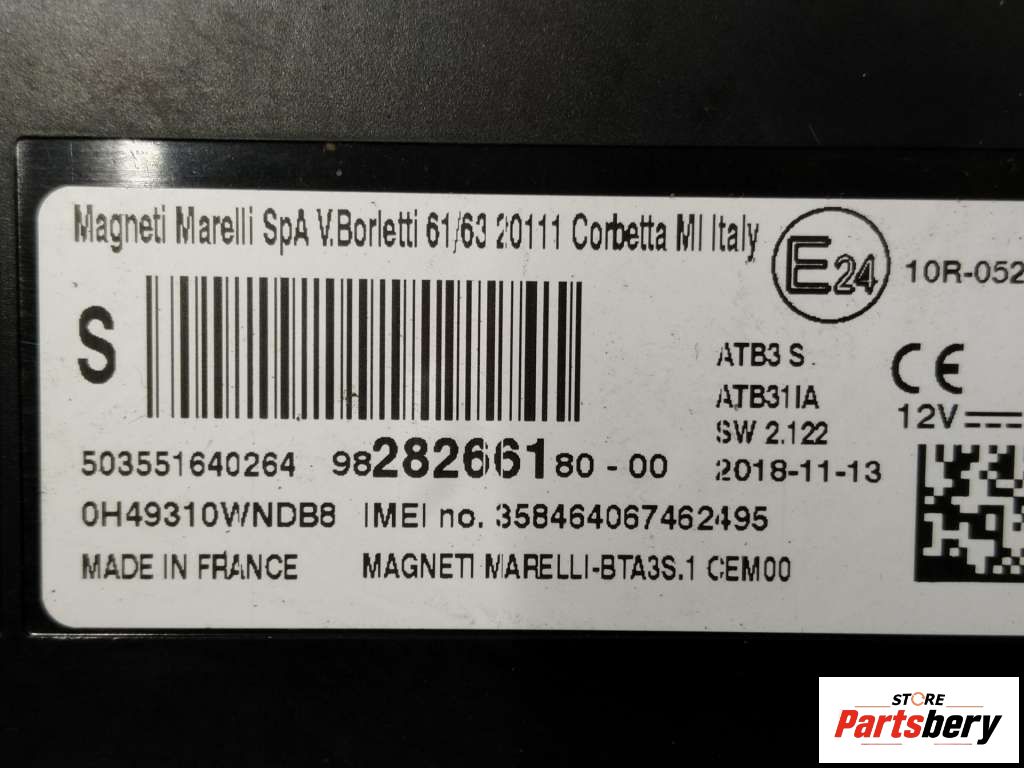 Magneti Marelli SpA V.Borletti 61/63 20111 Corbetta MI Italy
E24 10R-052
S
ATB3 S
ATB31IA
SW 2.122
CE
12V
503551640264 9828266180-00 2018-11-13
0H49310WNDB8 IMEI no. 358464067462495
MADE IN FRANCE MAGNETI MARELLI-BTA3S.1 CEM00
STORE
Partsbery